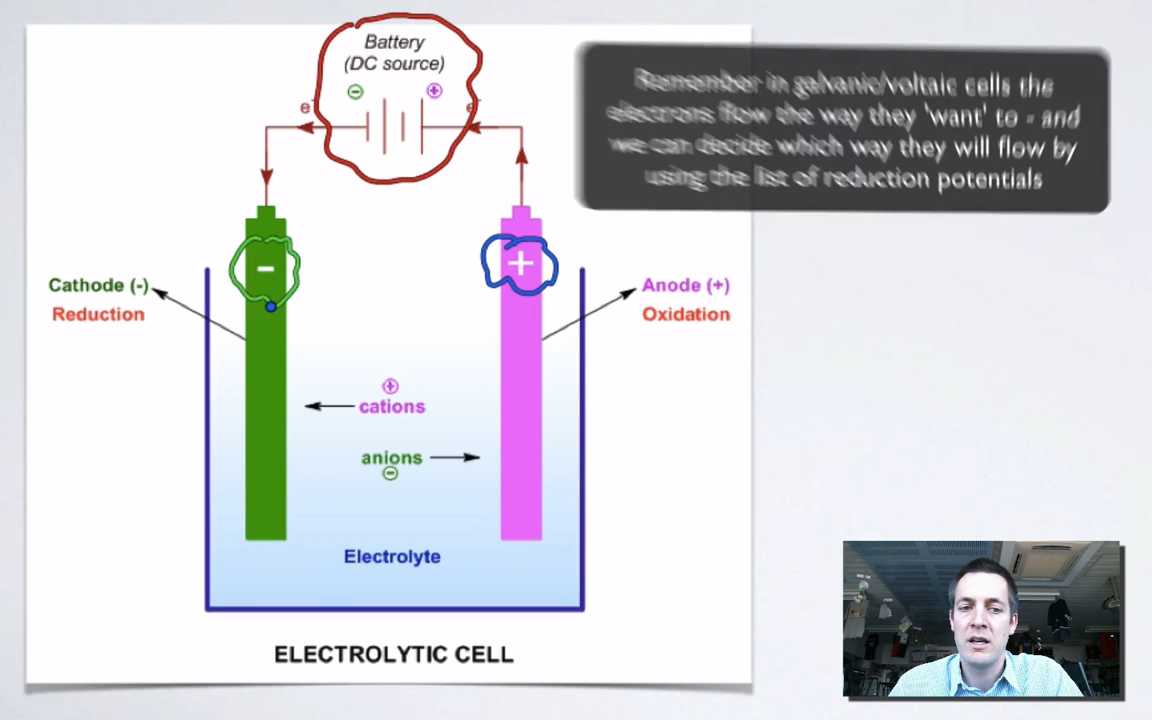 Battery
(DC source)
e⁻
e⁻
Remember in galvanic/voltaic cells the
electrons flow the way they 'want' to - and
we can decide which way they will flow by
using the list of reduction potentials
−
+
Cathode (-)
Reduction
Anode (+)
Oxidation
cations
anions
Electrolyte
ELECTROLYTIC CELL